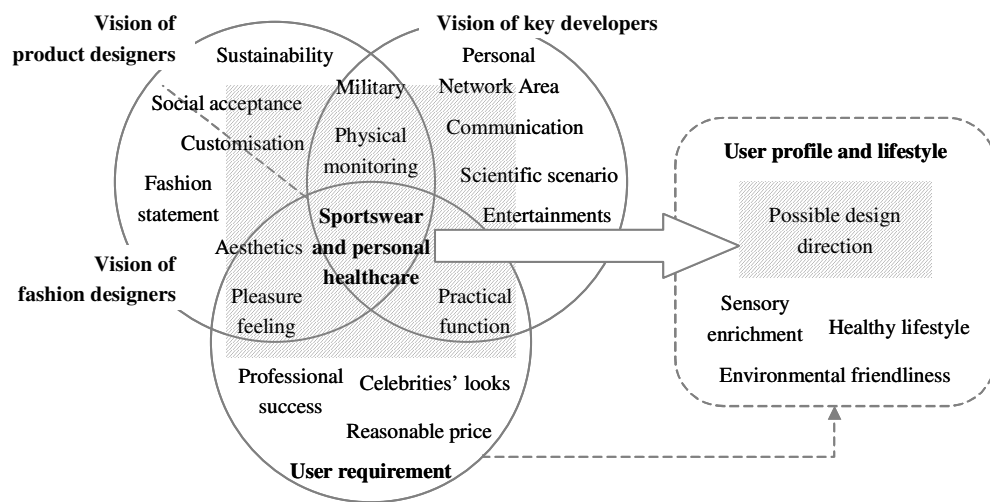 Vision of
product designers
Vision of key developers
Sustainability
Personal
Network Area
Military
Social acceptance
Customisation
Physical
monitoring
Communication
Fashion
statement
Scientific scenario
Entertainments
Sportswear
and personal
healthcare
Aesthetics
Vision of
fashion designers
Pleasure
feeling
Practical
function
Professional
success
Celebrities’ looks
Reasonable price
User requirement
User profile and lifestyle
Possible design
direction
Sensory
enrichment
Healthy lifestyle
Environmental friendliness